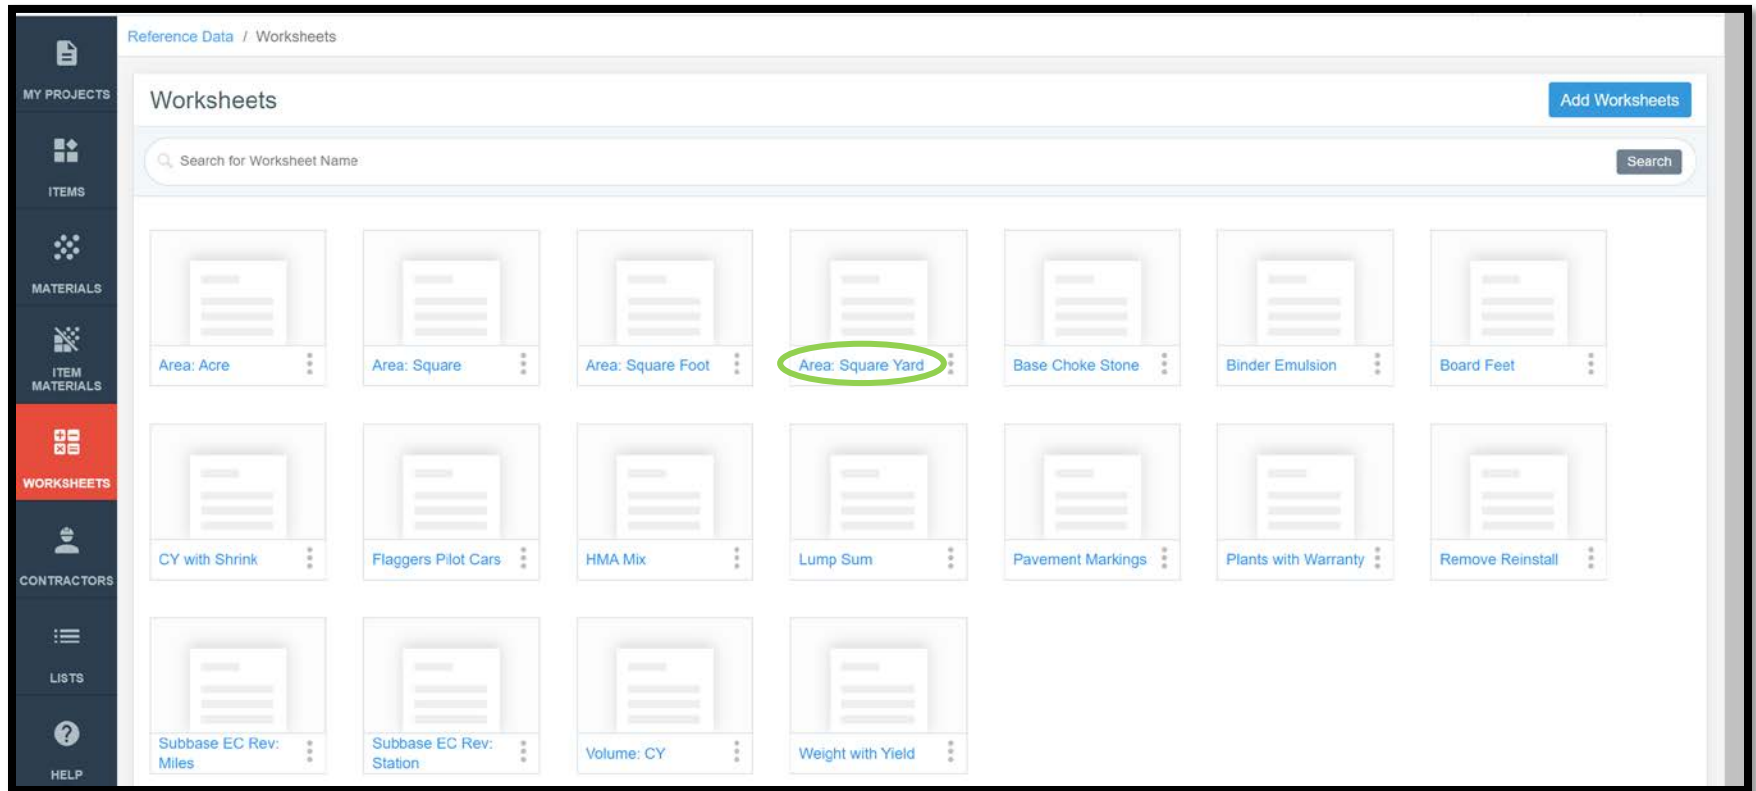 Reference Data / Worksheets
MY PROJECTS
ITEMS
MATERIALS
ITEM
MATERIALS
WORKSHEETS
CONTRACTORS
LISTS
HELP
Worksheets
Add Worksheets
Search for Worksheet Name
Search
Area: Acre
Area: Square
Area: Square Foot
Area: Square Yard
Base Choke Stone
Binder Emulsion
Board Feet
CY with Shrink
Flaggers Pilot Cars
HMA Mix
Lump Sum
Pavement Markings
Plants with Warranty
Remove Reinstall
Subbase EC Rev:
Miles
Subbase EC Rev:
Station
Volume: CY
Weight with Yield